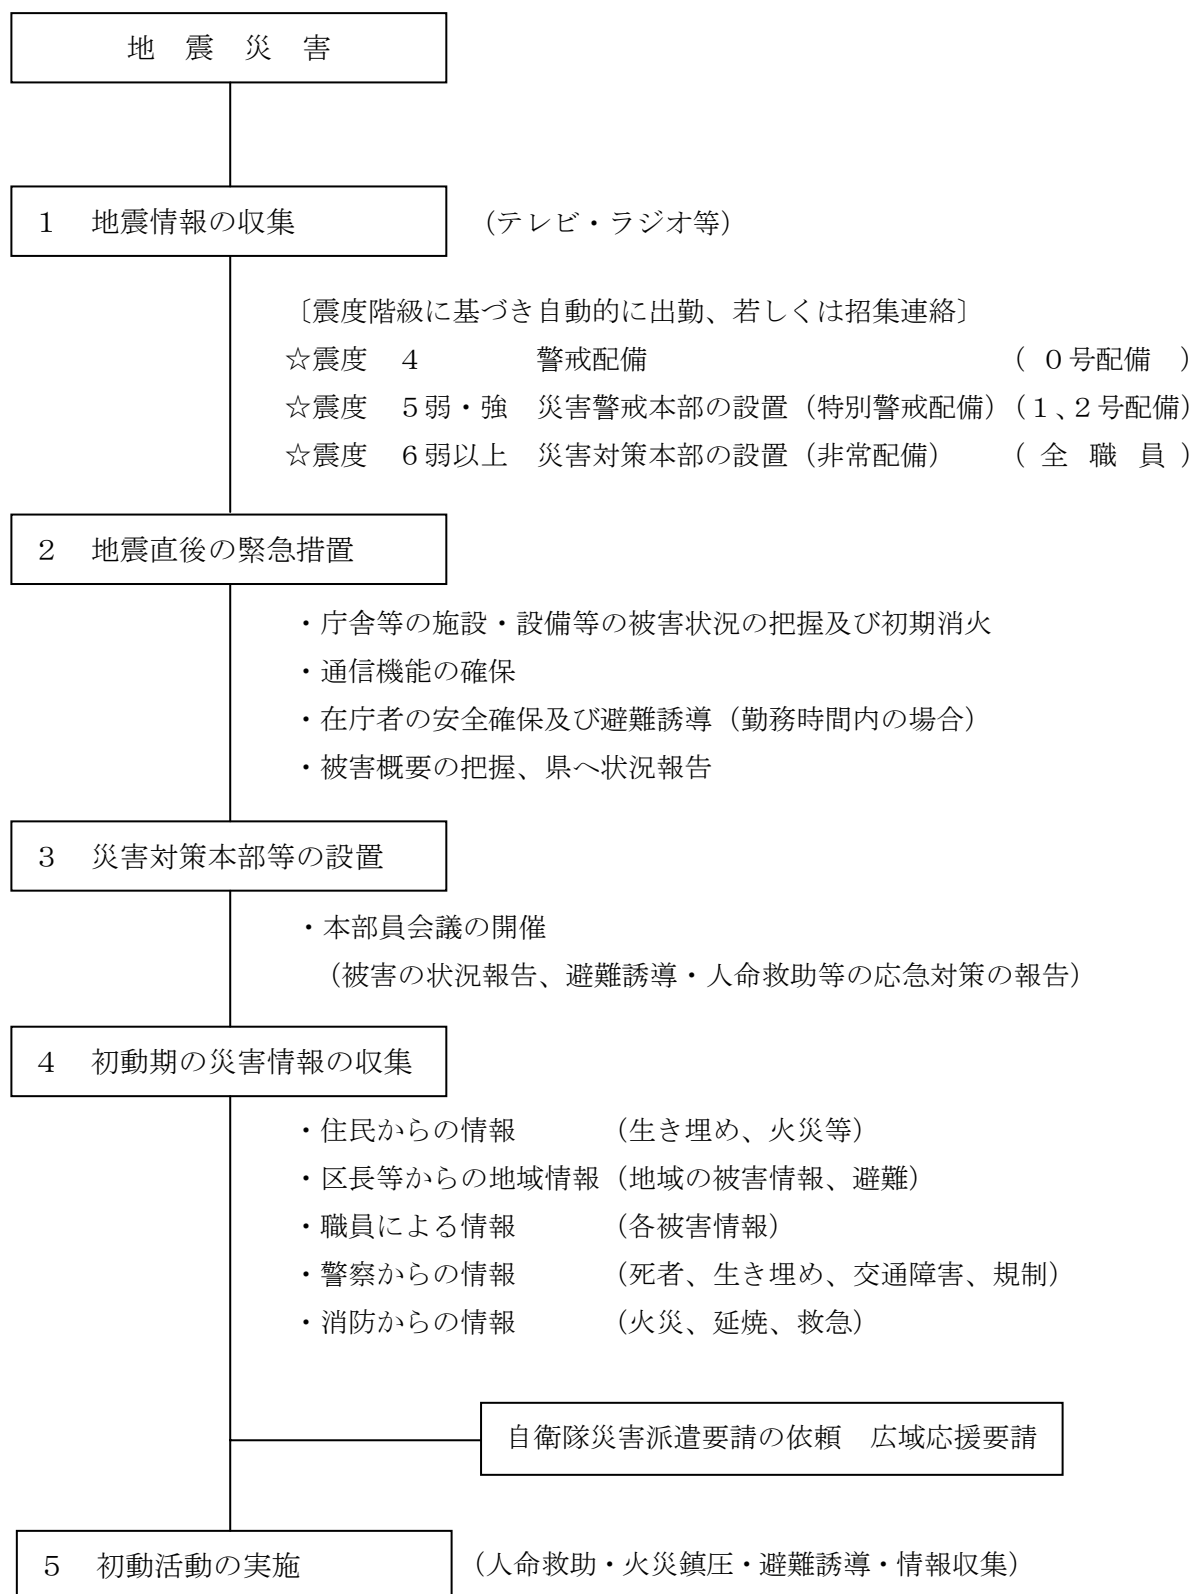 地　震　災　害
１　地震情報の収集　（テレビ・ラジオ等）
〔震度階級に基づき自動的に出勤、若しくは招集連絡〕
☆震度　４　警戒配備　（　０号配備　）
☆震度　５弱・強　災害警戒本部の設置（特別警戒配備）（１、２号配備）
☆震度　６弱以上　災害対策本部の設置（非常配備）　（　全　職　員　）
２　地震直後の緊急措置
・庁舎等の施設・設備等の被害状況の把握及び初期消火
・通信機能の確保
・在庁者の安全確保及び避難誘導（勤務時間内の場合）
・被害概要の把握、県へ状況報告
３　災害対策本部等の設置
・本部員会議の開催
（被害の状況報告、避難誘導・人命救助等の応急対策の報告）
４　初動期の災害情報の収集
・住民からの情報　（生き埋め、火災等）
・区長等からの地域情報（地域の被害情報、避難）
・職員による情報　（各被害情報）
・警察からの情報　（死者、生き埋め、交通障害、規制）
・消防からの情報　（火災、延焼、救急）
自衛隊災害派遣要請の依頼　広域応援要請
５　初動活動の実施　（人命救助・火災鎮圧・避難誘導・情報収集）